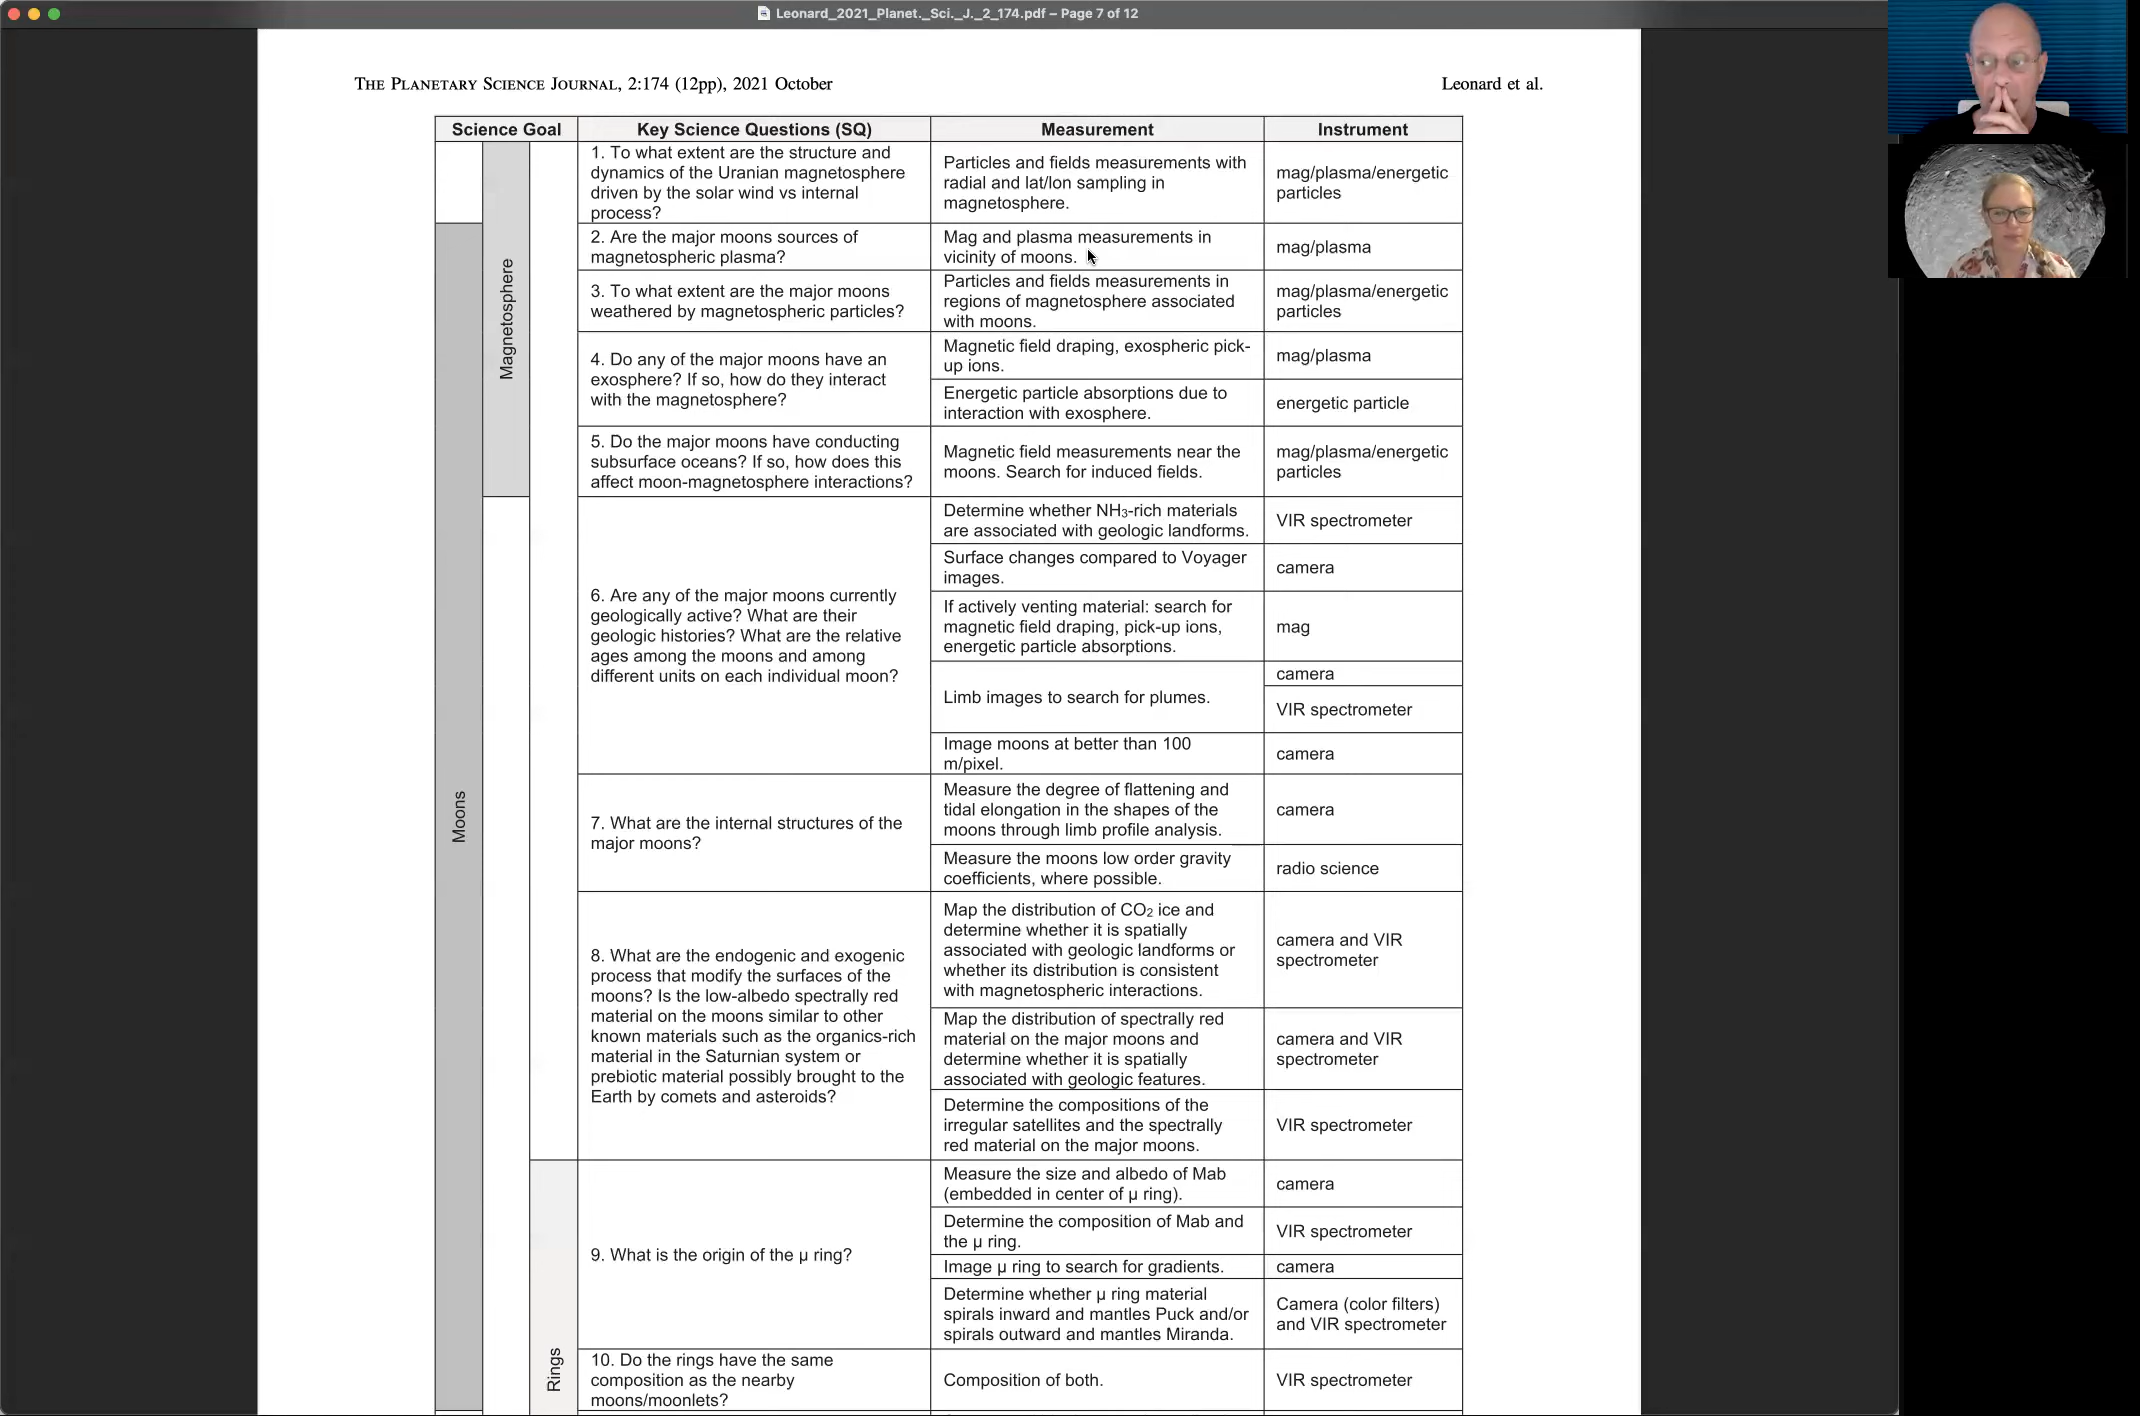 Leonard_2021_Planet._Sci._J._2_174.pdf – Page 7 of 12
THE PLANETARY SCIENCE JOURNAL, 2:174 (12pp), 2021 October
Leonard et al.
Science Goal
Key Science Questions (SQ)
Measurement
Instrument
Moons
Magnetosphere
1. To what extent are the structure and
dynamics of the Uranian magnetosphere
driven by the solar wind vs internal
process?
Particles and fields measurements with
radial and lat/lon sampling in
magnetosphere.
mag/plasma/energetic
particles
2. Are the major moons sources of
magnetospheric plasma?
Mag and plasma measurements in
vicinity of moons.
mag/plasma
3. To what extent are the major moons
weathered by magnetospheric particles?
Particles and fields measurements in
regions of magnetosphere associated
with moons.
mag/plasma/energetic
particles
4. Do any of the major moons have an
exosphere? If so, how do they interact
with the magnetosphere?
Magnetic field draping, exospheric pick-
up ions.
mag/plasma
Energetic particle absorptions due to
interaction with exosphere.
energetic particle
5. Do the major moons have conducting
subsurface oceans? If so, how does this
affect moon-magnetosphere interactions?
Magnetic field measurements near the
moons. Search for induced fields.
mag/plasma/energetic
particles
6. Are any of the major moons currently
geologically active? What are their
geologic histories? What are the relative
ages among the moons and among
different units on each individual moon?
Determine whether NH₃-rich materials
are associated with geologic landforms.
VIR spectrometer
Surface changes compared to Voyager
images.
camera
If actively venting material: search for
magnetic field draping, pick-up ions,
energetic particle absorptions.
mag
Limb images to search for plumes.
camera
VIR spectrometer
Image moons at better than 100
m/pixel.
camera
7. What are the internal structures of the
major moons?
Measure the degree of flattening and
tidal elongation in the shapes of the
moons through limb profile analysis.
camera
Measure the moons low order gravity
coefficients, where possible.
radio science
8. What are the endogenic and exogenic
process that modify the surfaces of the
moons? Is the low-albedo spectrally red
material on the moons similar to other
known materials such as the organics-rich
material in the Saturnian system or
prebiotic material possibly brought to the
Earth by comets and asteroids?
Map the distribution of CO₂ ice and
determine whether it is spatially
associated with geologic landforms or
whether its distribution is consistent
with magnetospheric interactions.
camera and VIR
spectrometer
Map the distribution of spectrally red
material on the major moons and
determine whether it is spatially
associated with geologic features.
camera and VIR
spectrometer
Determine the compositions of the
irregular satellites and the spectrally
red material on the major moons.
VIR spectrometer
Rings
9. What is the origin of the μ ring?
Measure the size and albedo of Mab
(embedded in center of μ ring).
camera
Determine the composition of Mab and
the μ ring.
VIR spectrometer
Image μ ring to search for gradients.
camera
Determine whether μ ring material
spirals inward and mantles Puck and/or
spirals outward and mantles Miranda.
Camera (color filters)
and VIR spectrometer
10. Do the rings have the same
composition as the nearby
moons/moonlets?
Composition of both.
VIR spectrometer